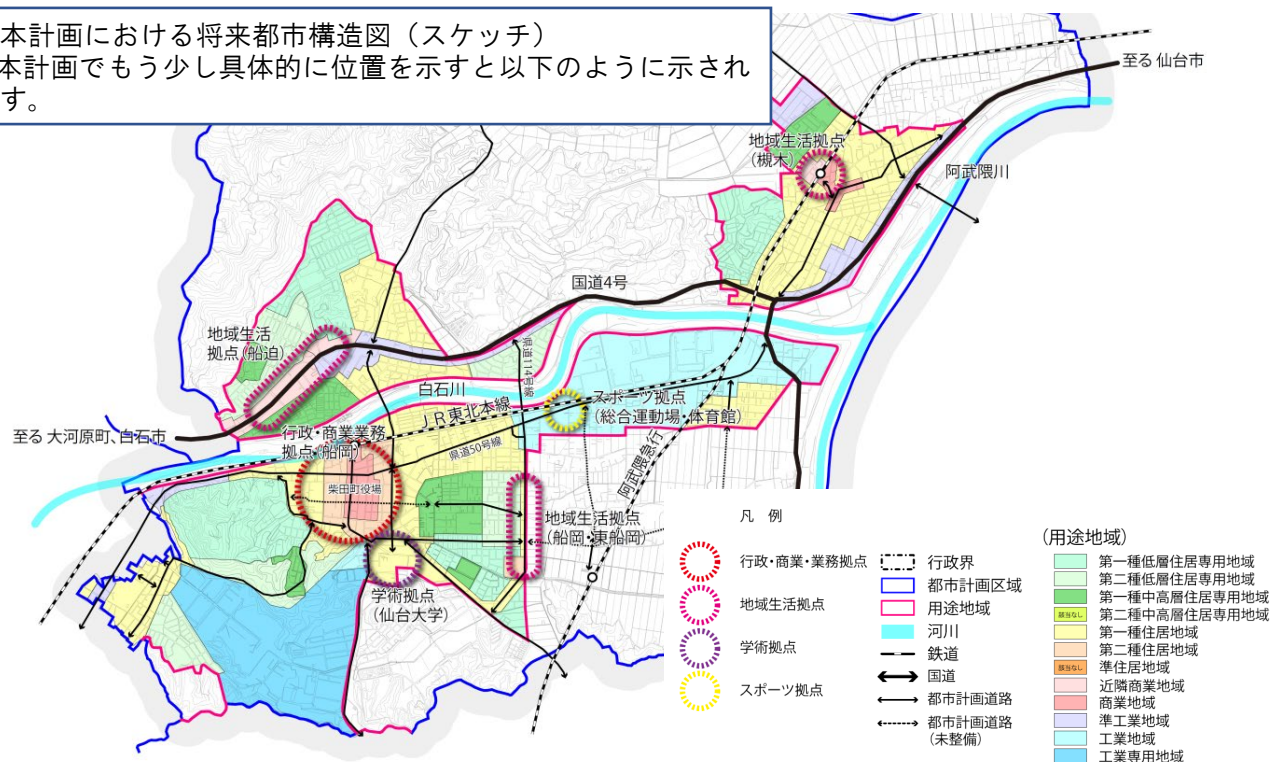 本計画における将来都市構造図（スケッチ）
本計画でもう少し具体的に位置を示すと以下のように示され
す。
至る 仙台市
地域生活拠点
（槻木）
阿武隈川
国道4号
地域生活
拠点(船迫)
県道114号線
白石川
JR東北本線
スポーツ拠点
（総合運動場・体育館）
至る 大河原町、白石市
行政・商業業務
拠点(船岡)
県道50号線
阿武隈急行
柴田町役場
地域生活拠点
（船岡・東船岡）
学術拠点
（仙台大学）
凡　例
行政・商業・業務拠点
地域生活拠点
学術拠点
スポーツ拠点
行政界
都市計画区域
用途地域
河川
鉄道
国道
都市計画道路
都市計画道路
（未整備）
（用途地域）
第一種低層住居専用地域
第二種低層住居専用地域
第一種中高層住居専用地域
該当なし 第二種中高層住居専用地域
第一種住居地域
第二種住居地域
該当なし 準住居地域
近隣商業地域
商業地域
準工業地域
工業地域
工業専用地域